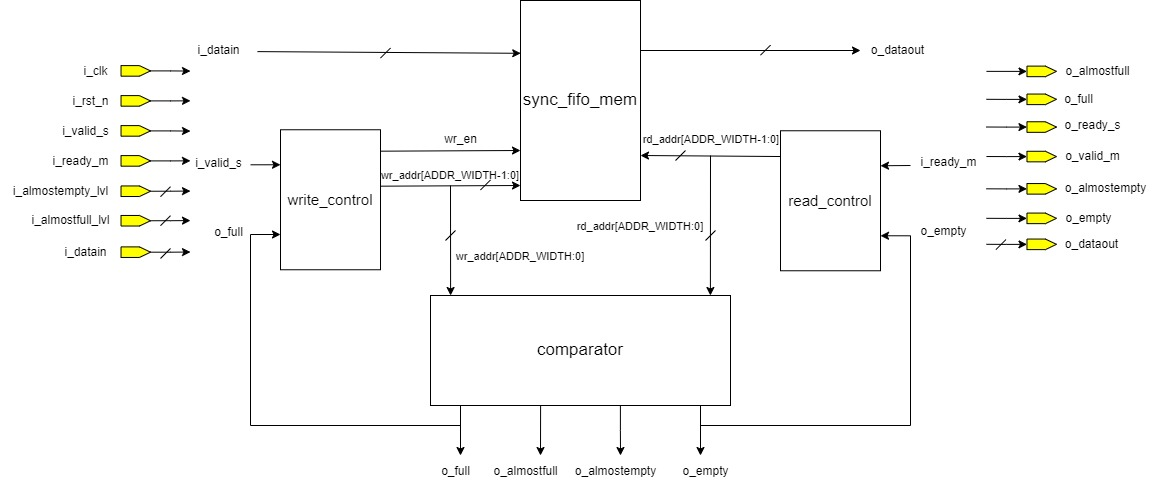 i_datain
o_dataout
i_clk
o_almostfull
i_rst_n
sync_fifo_mem
o_full
i_valid_s
wr_en
rd_addr[ADDR_WIDTH-1:0]
o_ready_s
i_ready_m
i_valid_s
i_ready_m
o_valid_m
i_almostempty_lvl
wr_addr[ADDR_WIDTH-1:0]
o_almostempty
write_control
read_control
i_almostfull_lvl
o_full
rd_addr[ADDR_WIDTH:0]
o_empty
o_empty
i_datain
wr_addr[ADDR_WIDTH:0]
o_dataout
comparator
o_full
o_almostfull
o_almostempty
o_empty